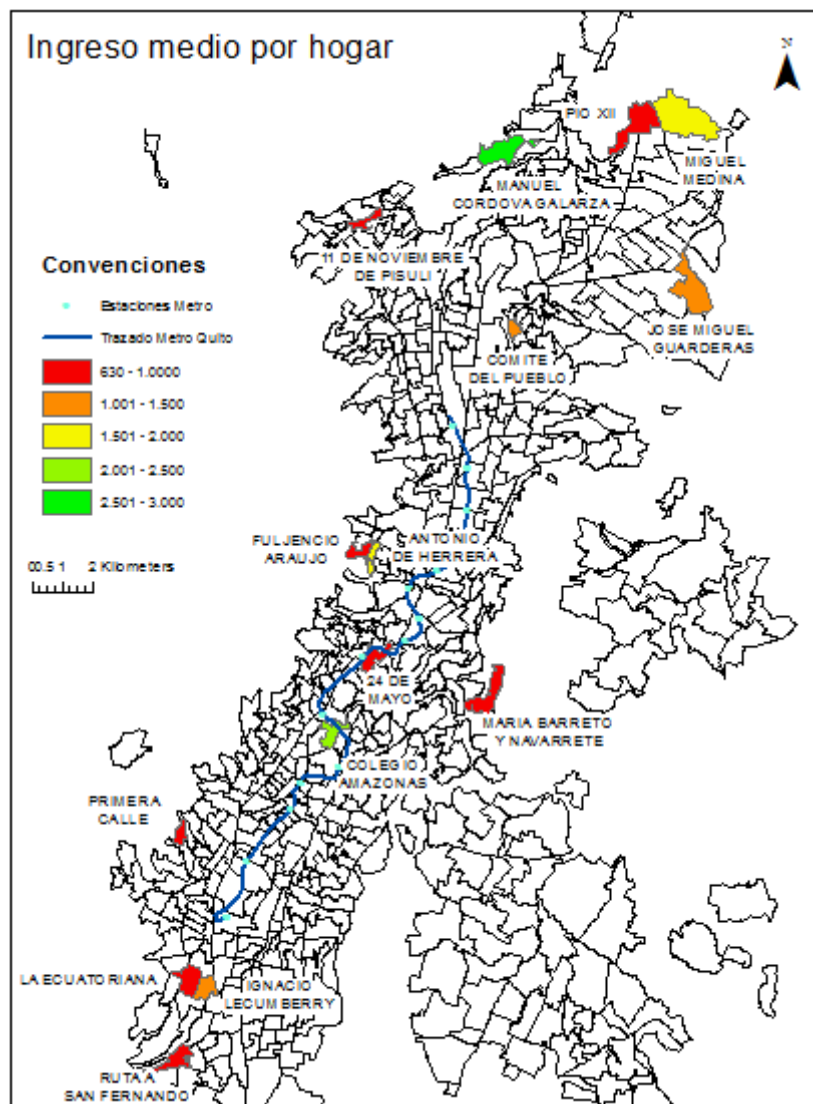 Ingreso medio por hogar
N
PIO XII
MIGUEL
MEDINA
MANUEL
CORDOVA GALARZA
11 DE NOVIEMBRE
DE PISULI
Convenciones
Estaciones Metro
Trazado Metro Quito
630 - 1.0000
1.001 - 1.500
1.501 - 2.000
2.001 - 2.500
2.501 - 3.000
JOSE MIGUEL
GUARDERAS
COMITE
DEL PUEBLO
FULJENCIO
ARAUJO
ANTONIO
DE HERRERA
00.5 1 2 Kilometers
24 DE
MAYO
MARIA BARRETO
Y NAVARRETE
COLEGIO
AMAZONAS
PRIMERA
CALLE
LA ECUATORIANA
IGNACIO
LECUMBERRY
RUTA A
SAN FERNANDO